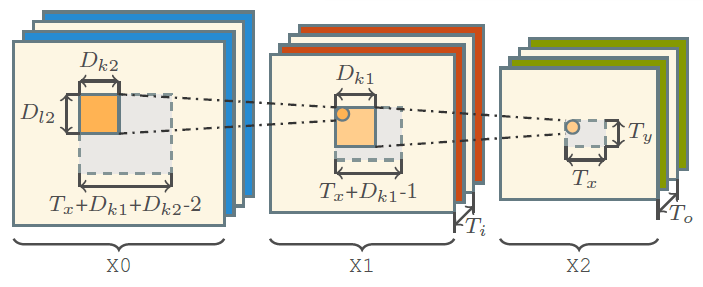 D_{k2}
D_{l2}
T_x+D_{k1}+D_{k2}-2
X0
D_{k1}
T_x+D_{k1}-1
T_i
X1
T_y
T_x
T_o
X2